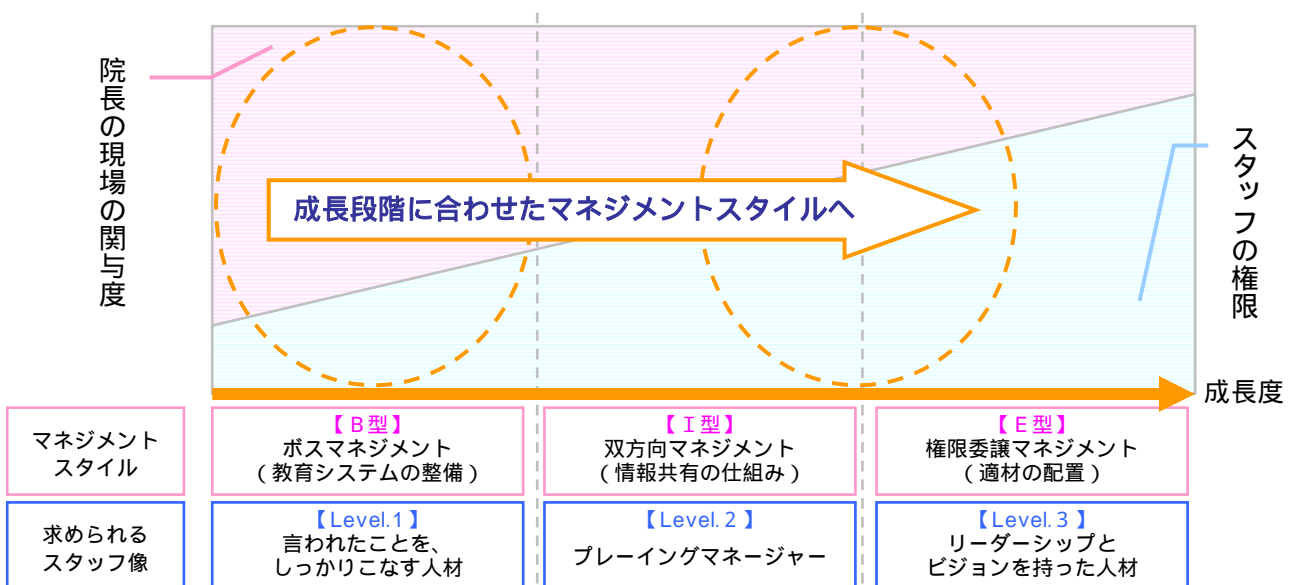 院長の現場の関与度
スタッフの権限
成長段階に合わせたマネジメントスタイルへ
成長度
マネジメント
スタイル
【B型】
ボスマネジメント
(教育システムの整備)
【I型】
双方向マネジメント
(情報共有の仕組み)
【E型】
権限委譲マネジメント
(適材の配置)
求められる
スタッフ像
【Level.1】
言われたことを、
しっかりこなす人材
【Level.2】
プレーイングマネージャー
【Level.3】
リーダーシップと
ビジョンを持った人材